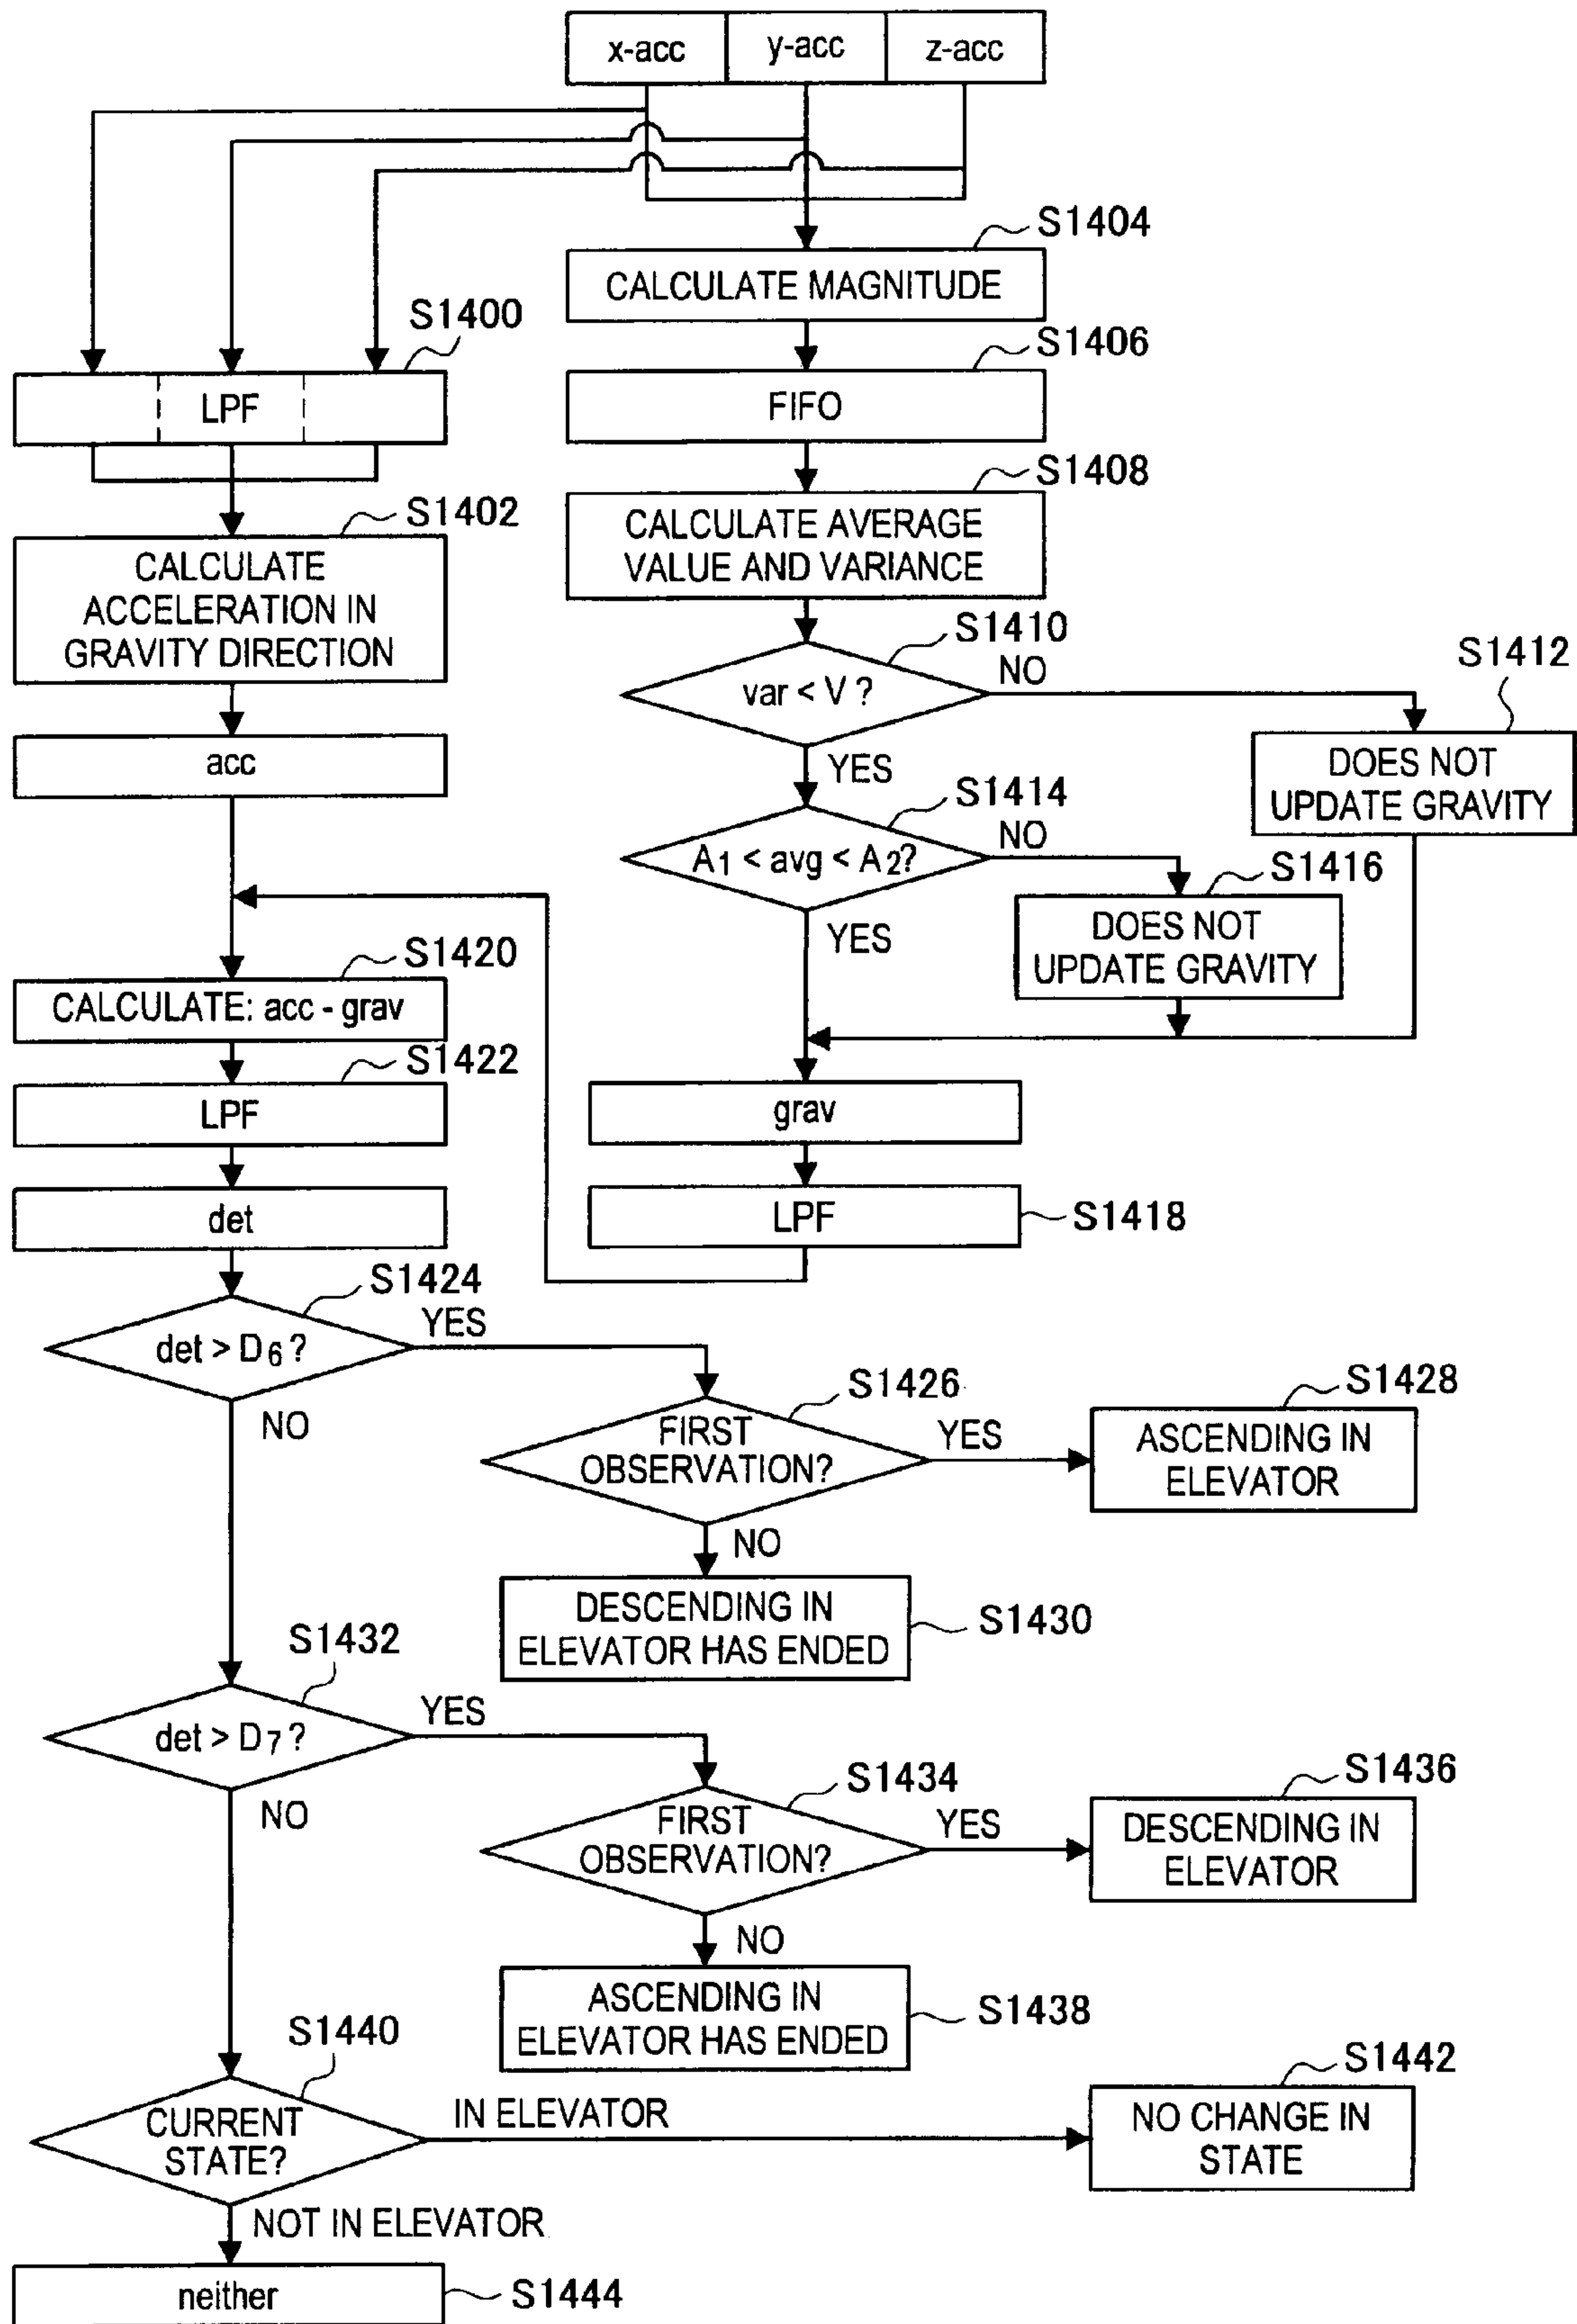 x-acc
y-acc
z-acc
S1404
CALCULATE MAGNITUDE
S1400
LPF
S1406
FIFO
S1408
CALCULATE AVERAGE
VALUE AND VARIANCE
S1402
CALCULATE
ACCELERATION IN
GRAVITY DIRECTION
acc
S1410
var < V ?
NO
YES
S1412
DOES NOT
UPDATE GRAVITY
S1414
A1 < avg < A2?
NO
YES
S1416
DOES NOT
UPDATE GRAVITY
S1420
CALCULATE: acc - grav
S1422
LPF
det
grav
LPF
S1418
S1424
det > D6 ?
YES
NO
S1426
FIRST
OBSERVATION?
YES
S1428
ASCENDING IN
ELEVATOR
NO
DESCENDING IN
ELEVATOR HAS ENDED
S1430
S1432
det > D7 ?
YES
NO
S1434
FIRST
OBSERVATION?
YES
S1436
DESCENDING IN
ELEVATOR
NO
ASCENDING IN
ELEVATOR HAS ENDED
S1438
S1440
CURRENT
STATE?
IN ELEVATOR
S1442
NO CHANGE IN
STATE
NOT IN ELEVATOR
neither
S1444